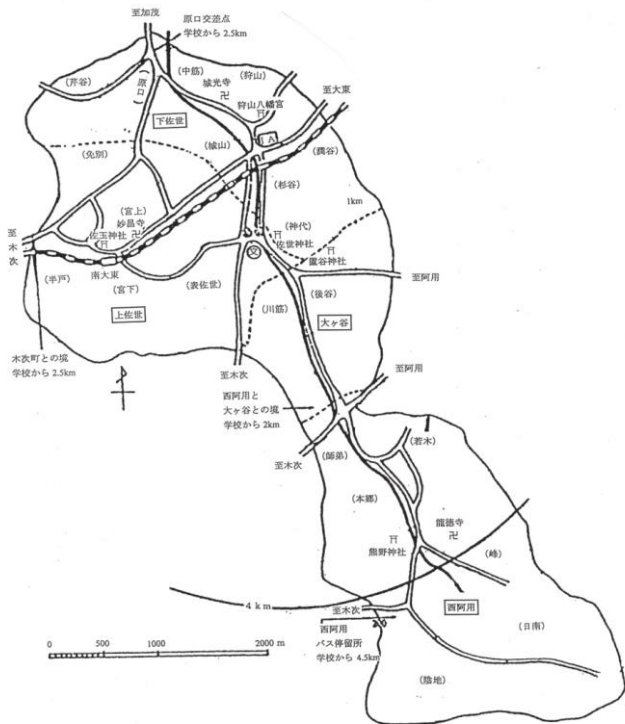 至加茂
原口交差点
学校から 2.5km
(芹谷)
(原口)
(中筋)
城光寺
(狩山)
狩山八幡宮
至大東
下佐世
(免別)
(城山)
(潤谷)
(杉谷)
1km
(宮上)
妙昌寺
佐玉神社
(神代)
佐世神社
至木次
南大東
文
置谷神社
(半戸)
(宮下)
(表佐世)
至阿用
(後谷)
上佐世
(川筋)
大ヶ谷
木次町との境
学校から 2.5km
至木次
至阿用
西阿用と
大ヶ谷との境
学校から 2km
至木次
(師弟)
(若木)
(本郷)
龍徳寺
熊野神社
(峰)
4 km
至木次
西阿用
西阿用
バス停留所
学校から 4.5km
(日南)
(陰地)
0 500 1000 2000 m